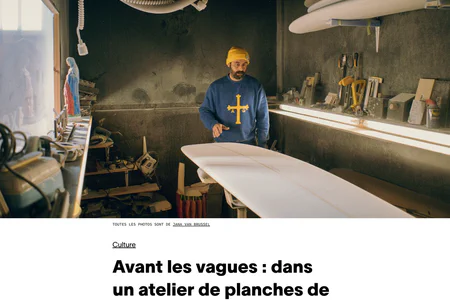 TOUTES LES PHOTOS SONT DE JANA VAN BRUSSEL
Culture
Avant les vagues : dans
un atelier de planches de